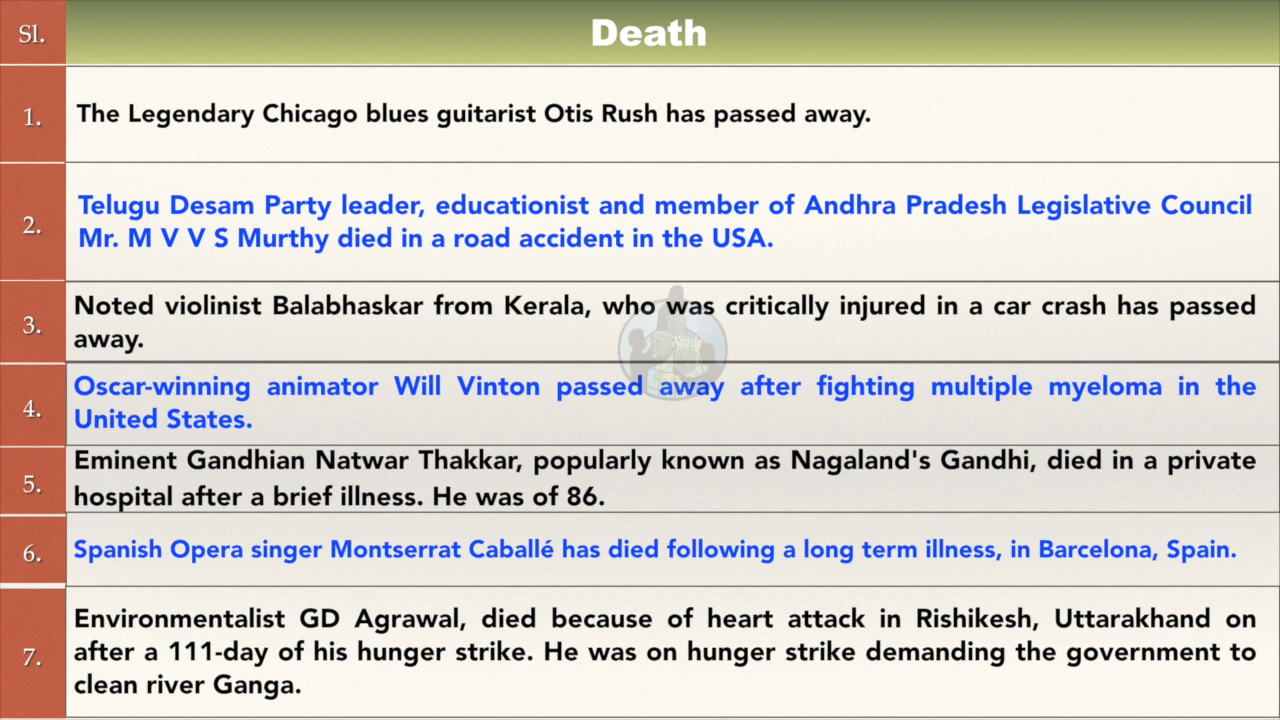 Sl.
Death
1.
The Legendary Chicago blues guitarist Otis Rush has passed away.
2.
Telugu Desam Party leader, educationist and member of Andhra Pradesh Legislative Council
Mr. M V V S Murthy died in a road accident in the USA.
3.
Noted violinist Balabhaskar from Kerala, who was critically injured in a car crash has passed
away.
Study
4.
Oscar-winning animator Will Vinton passed away after fighting multiple myeloma in the
United States.
5.
Eminent Gandhian Natwar Thakkar, popularly known as Nagaland's Gandhi, died in a private
hospital after a brief illness. He was of 86.
6.
Spanish Opera singer Montserrat Caballé has died following a long term illness, in Barcelona, Spain.
7.
Environmentalist GD Agrawal, died because of heart attack in Rishikesh, Uttarakhand on
after a 111-day of his hunger strike. He was on hunger strike demanding the government to
clean river Ganga.